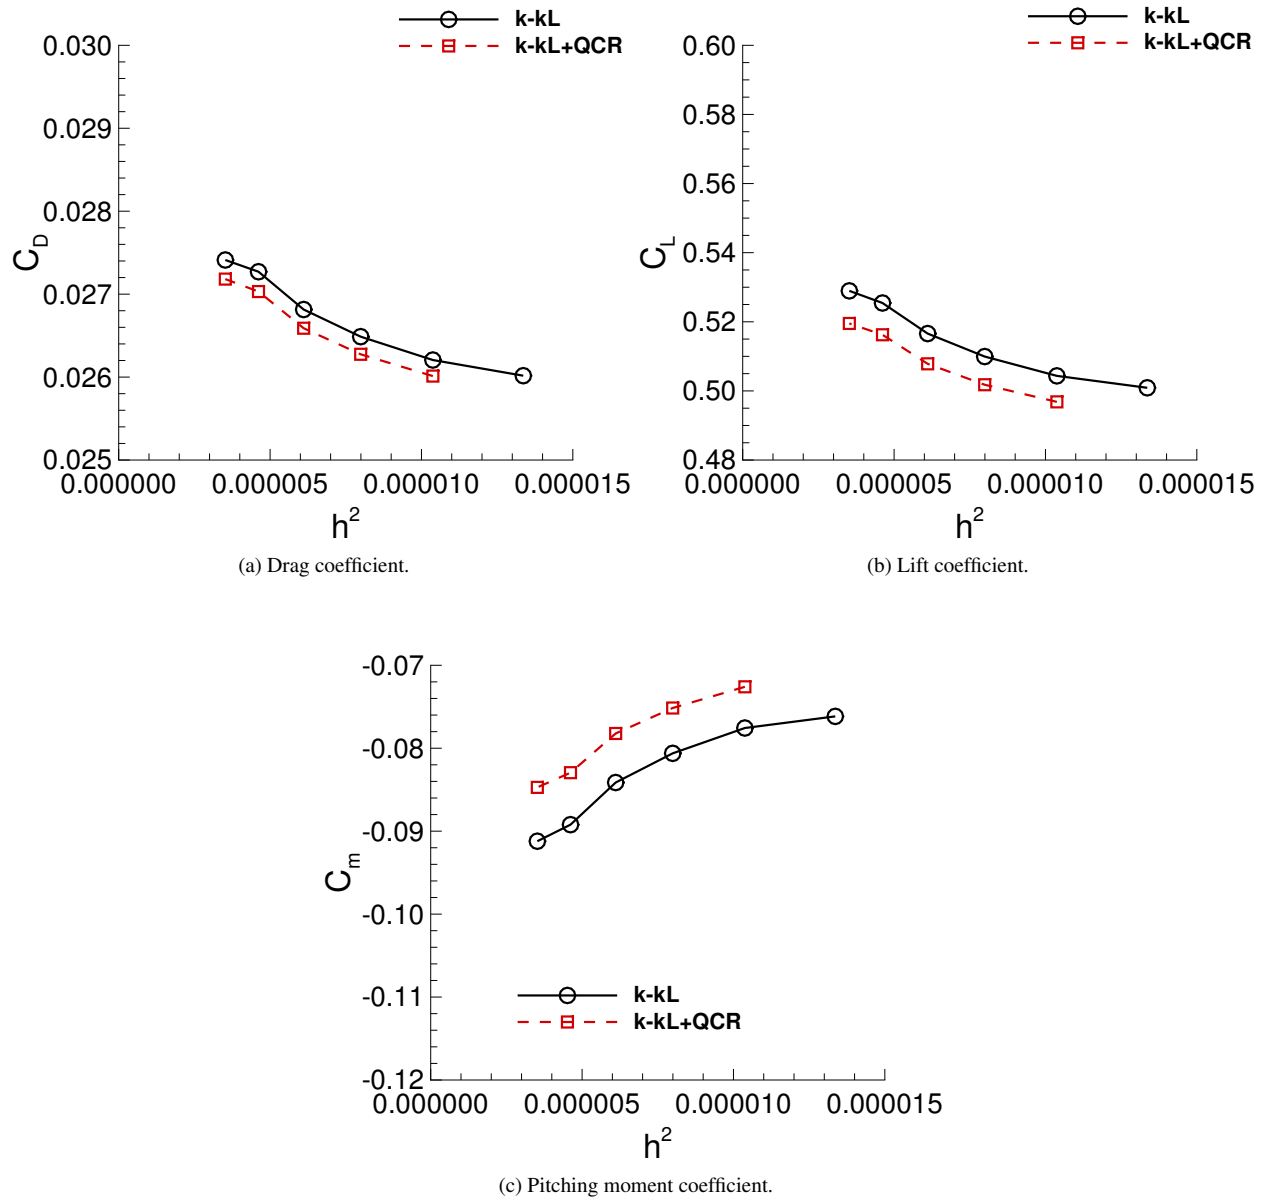 k-kL
k-kL+QCR
0.030
0.029
0.028
0.027
0.026
0.025
C_D
0.000000 0.000005 0.000010 0.000015
h²
(a) Drag coefficient.
k-kL
k-kL+QCR
0.60
0.58
0.56
0.54
0.52
0.50
0.48
C_L
0.000000 0.000005 0.000010 0.000015
h²
(b) Lift coefficient.
-0.07
-0.08
-0.09
-0.10
-0.11
-0.12
C_m
k-kL
k-kL+QCR
0.000000 0.000005 0.000010 0.000015
h²
(c) Pitching moment coefficient.